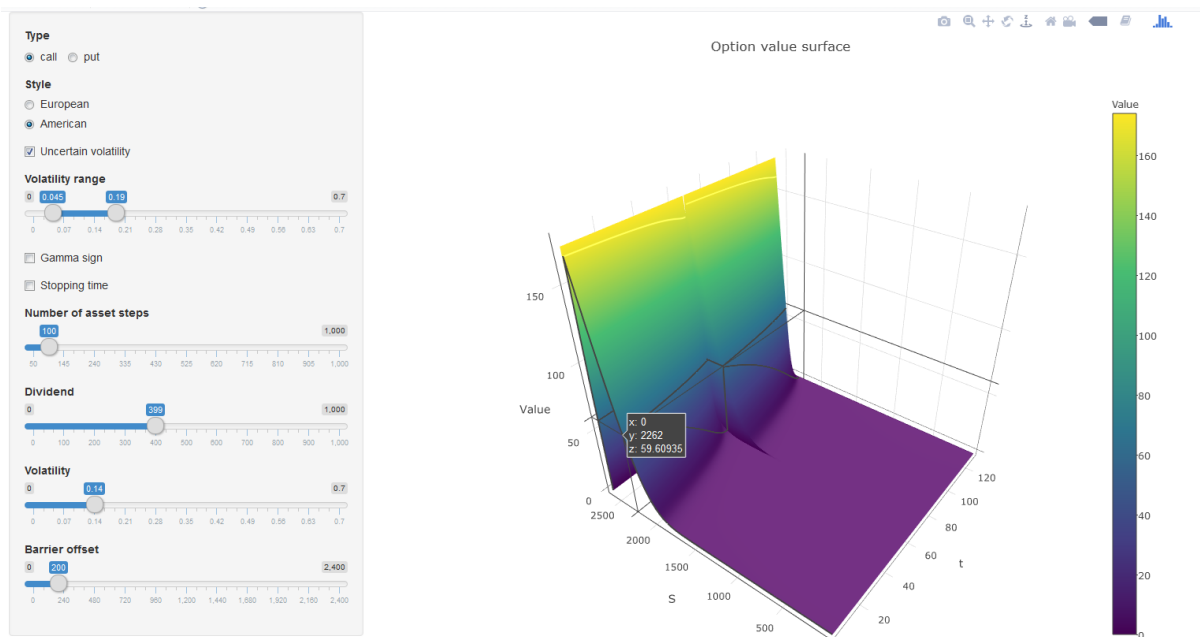 Type
call put
Style
European
American
Uncertain volatility
Volatility range
0 0.045 0.19 0.7
0 0.07 0.14 0.21 0.28 0.35 0.42 0.49 0.56 0.63 0.7
Gamma sign
Stopping time
Number of asset steps
100 1,000
50 145 240 335 430 525 620 715 810 905 1,000
Dividend
0 399 1,000
0 100 200 300 400 500 600 700 800 900 1,000
Volatility
0 0.14 0.7
0 0.07 0.14 0.21 0.28 0.35 0.42 0.49 0.56 0.63 0.7
Barrier offset
0 200 2,400
0 240 480 720 960 1,200 1,440 1,680 1,920 2,160 2,400
Option value surface
Value
160
140
120
100
80
60
40
20
0
150
100
Value
50
0
x: 0
y: 2262
z: 59.60935
2500
2000
1500
S
1000
500
120
100
80
60
t
40
20